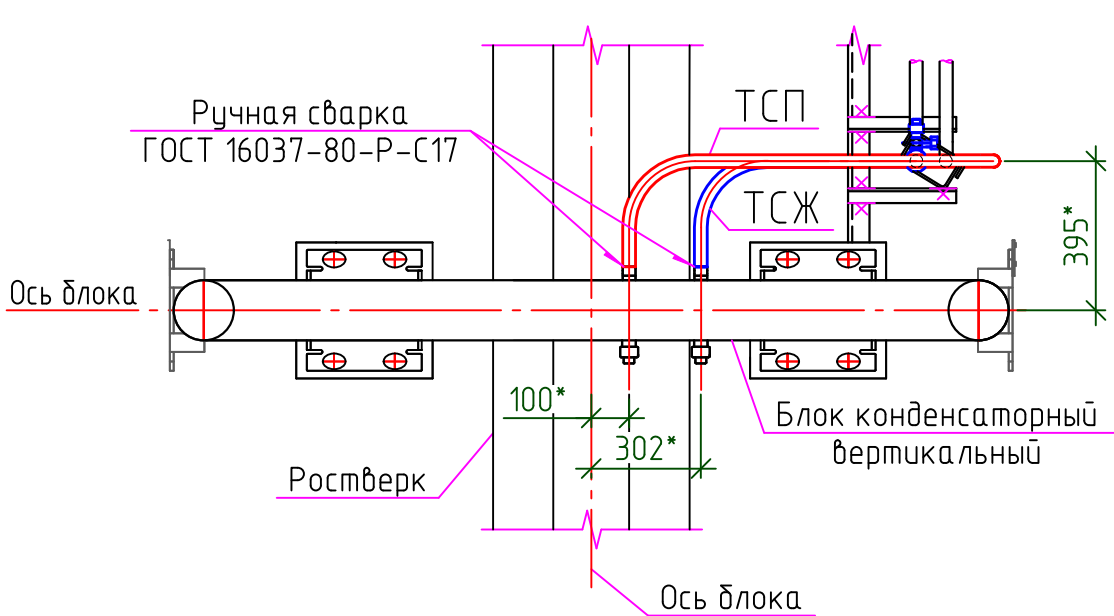 Ручная сварка
ГОСТ 16037-80-Р-С17
ТСП
ТСЖ
395*
Ось блока
100*
302*
Блок конденсаторный
вертикальный
Ростверк
Ось блока